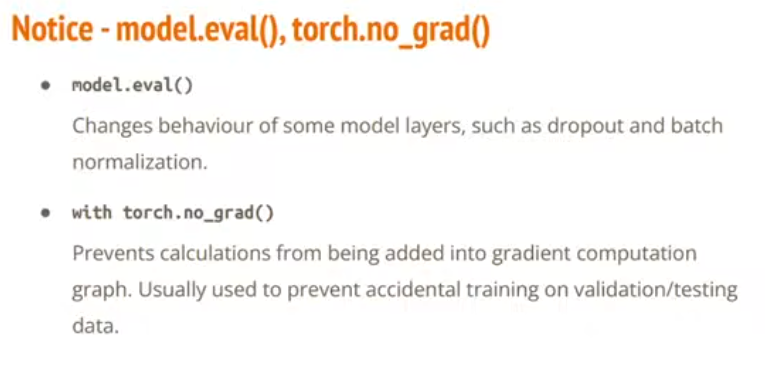 Notice - model.eval(), torch.no_grad()
• model.eval()
Changes behaviour of some model layers, such as dropout and batch
normalization.
• with torch.no_grad()
Prevents calculations from being added into gradient computation
graph. Usually used to prevent accidental training on validation/testing
data.